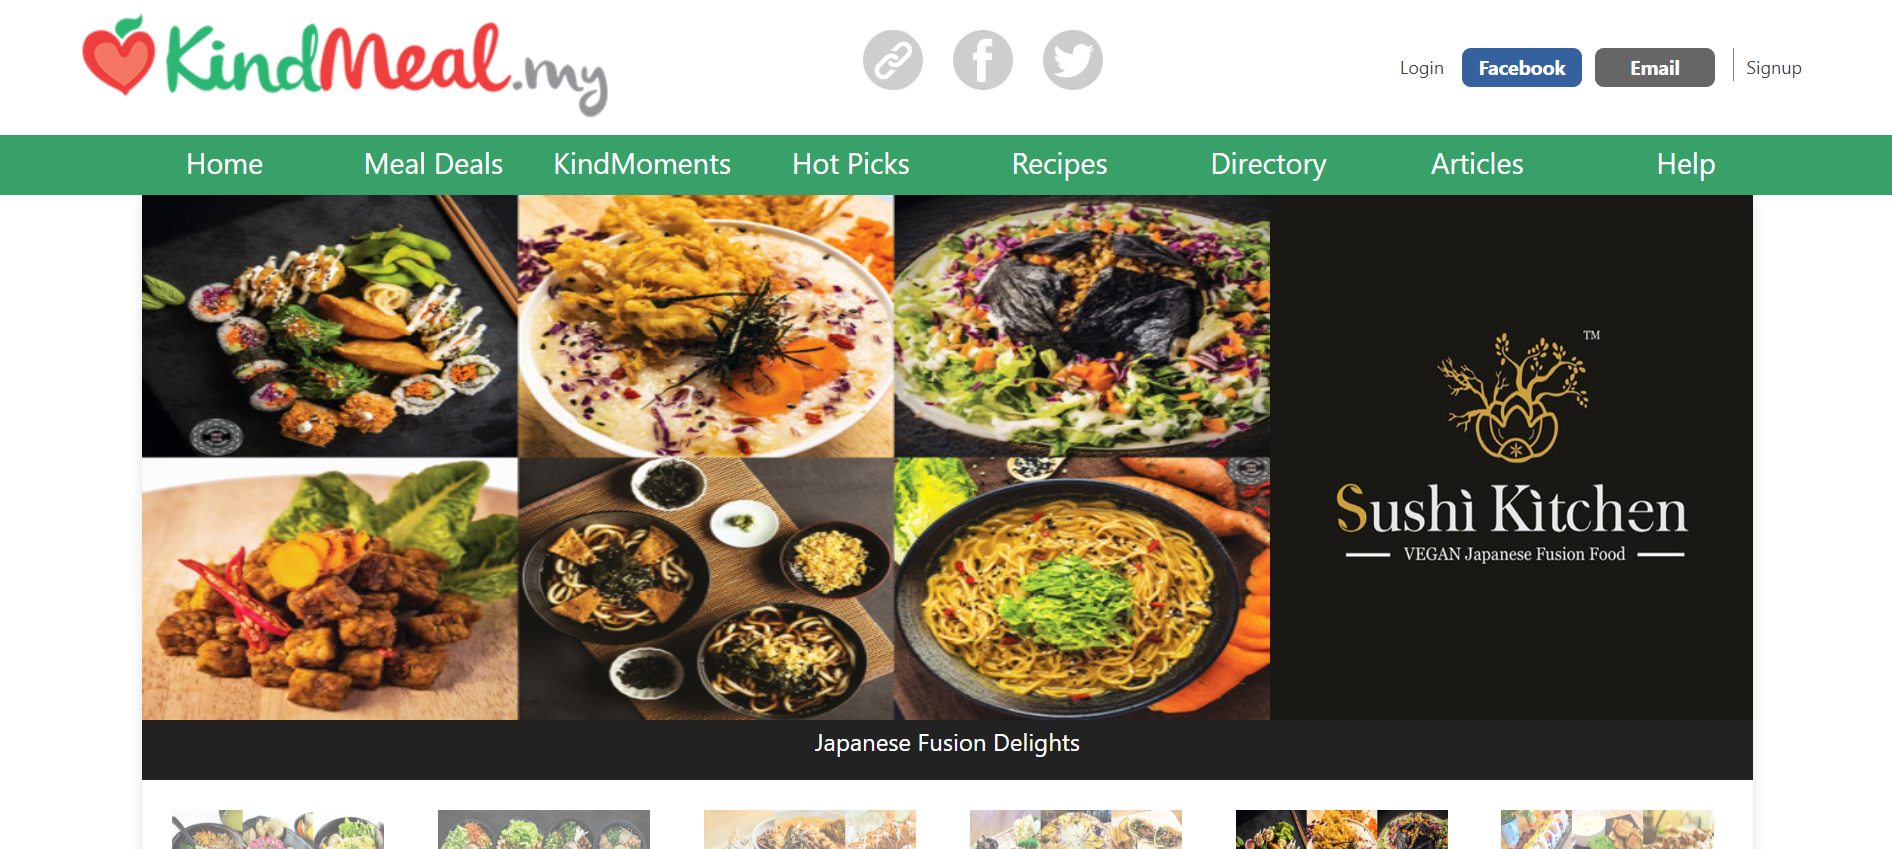 KindMeal.my
Login Facebook Email Signup
Home Meal Deals KindMoments Hot Picks Recipes Directory Articles Help
TM
Sushi Kitchen
VEGAN Japanese Fusion Food
Japanese Fusion Delights